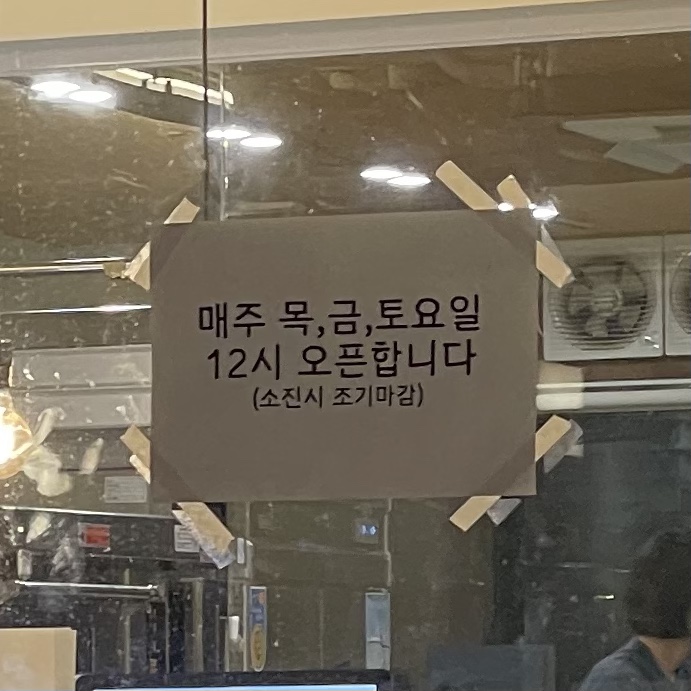 매주 목,금,토요일
12시 오픈합니다
(소진시 조기마감)